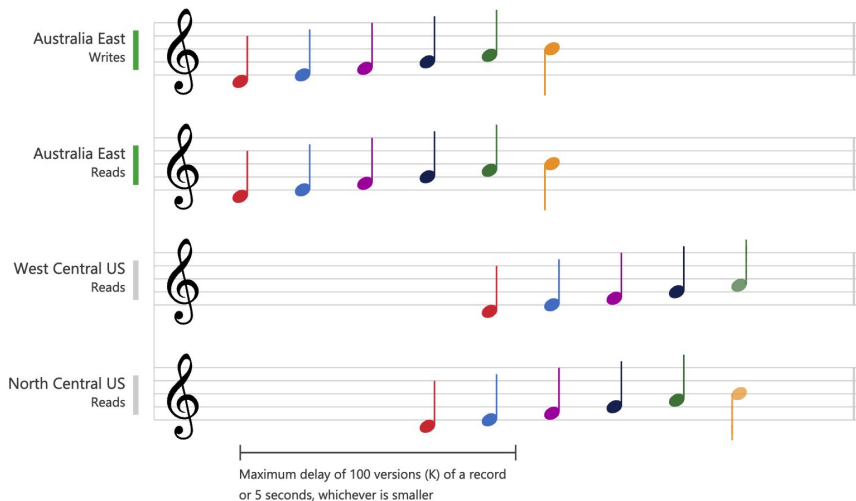 Australia East
Writes
Australia East
Reads
West Central US
Reads
North Central US
Reads
Maximum delay of 100 versions (K) of a record
or 5 seconds, whichever is smaller